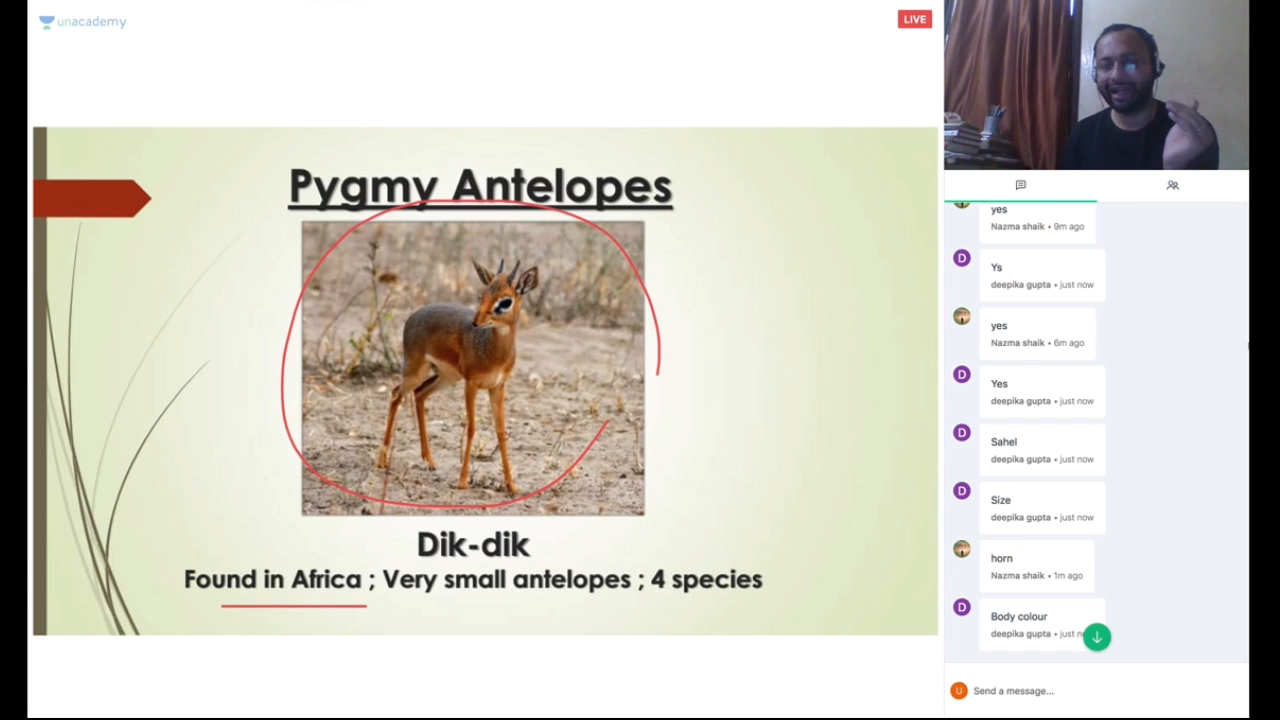 unacademy
LIVE
Pygmy Antelopes
Dik-dik
Found in Africa ; Very small antelopes ; 4 species
yes
Nazma shaik • 9m ago
D
Ys
deepika gupta • just now
yes
Nazma shaik • 6m ago
D
Yes
deepika gupta • just now
D
Sahel
deepika gupta • just now
D
Size
deepika gupta • just now
horn
Nazma shaik • 1m ago
D
Body colour
deepika gupta • just n
U
Send a message...